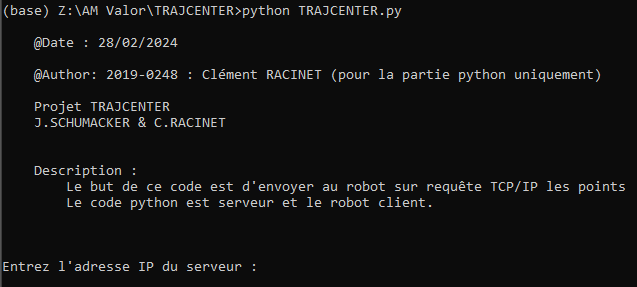 (base) Z:\AM Valor\TRAJCENTER>python TRAJCENTER.py
@Date : 28/02/2024
@Author: 2019-0248 : Clément RACINET (pour la partie python uniquement)
Projet TRAJCENTER
J.SCHUMACKER & C.RACINET
Description :
Le but de ce code est d'envoyer au robot sur requête TCP/IP les points
Le code python est serveur et le robot client.
Entrez l'adresse IP du serveur :